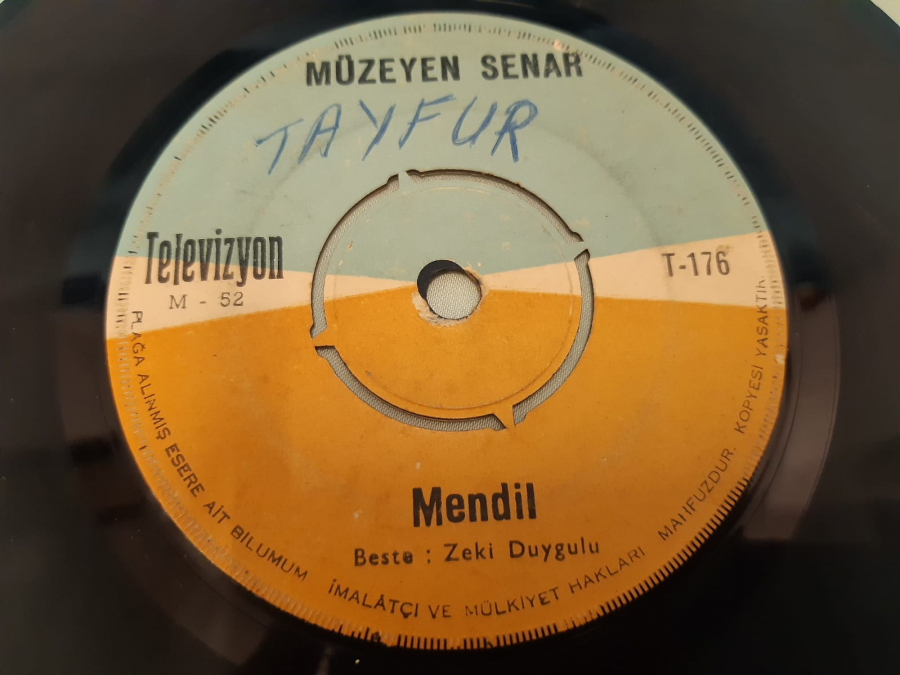 MÜZEYEN SENAR
TAYFUR
Televizyon
T-176
M - 52
Mendil
Beste : Zeki Duygulu
PLAĞA ALINMIŞ ESERE AİT BİLUMUM İMALÂTÇI VE MÜLKİYET HAKLARI MAHFUZDUR. KOPYESİ YASAKTIR